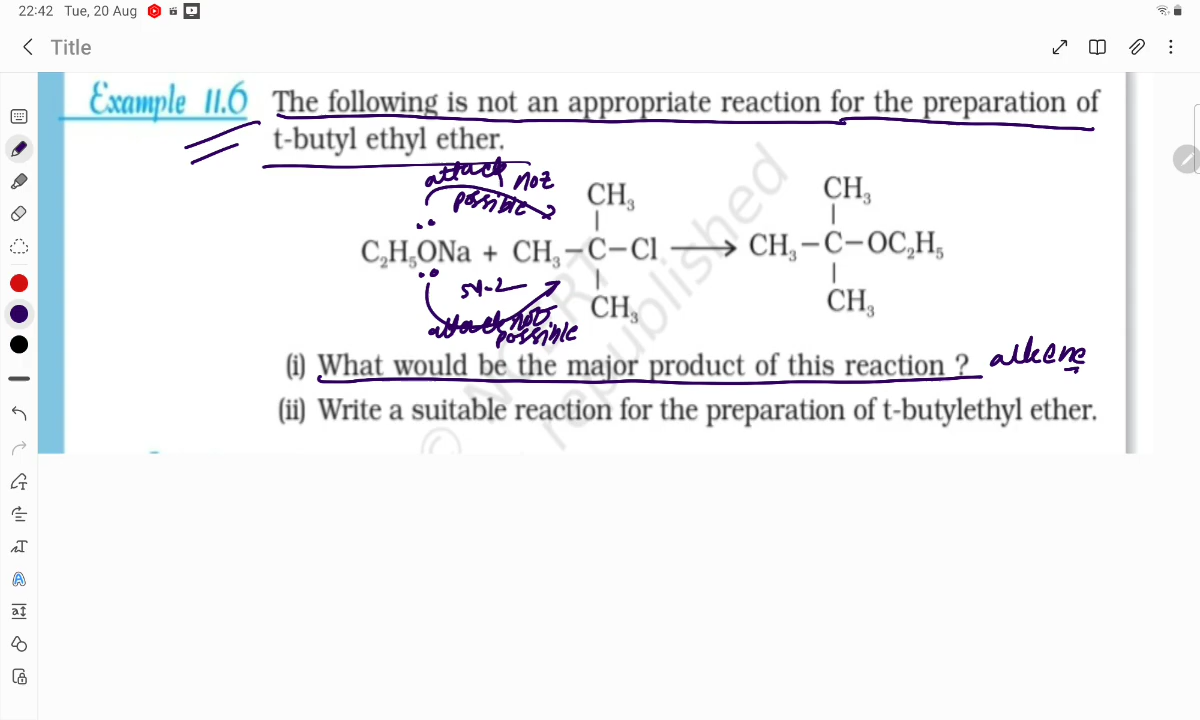 22:42 Tue, 20 Aug
Title
Example 11.6 The following is not an appropriate reaction for the preparation of
t-butyl ethyl ether.
attack not
possible
CH₃ CH₃
C₂H₅ONa + CH₃–C–Cl ⟶ CH₃–C–OC₂H₅
SN-2
CH₃ CH₃
attack not
possible
(i) What would be the major product of this reaction ? alkene
(ii) Write a suitable reaction for the preparation of t-butylethyl ether.
© NCERT
republished